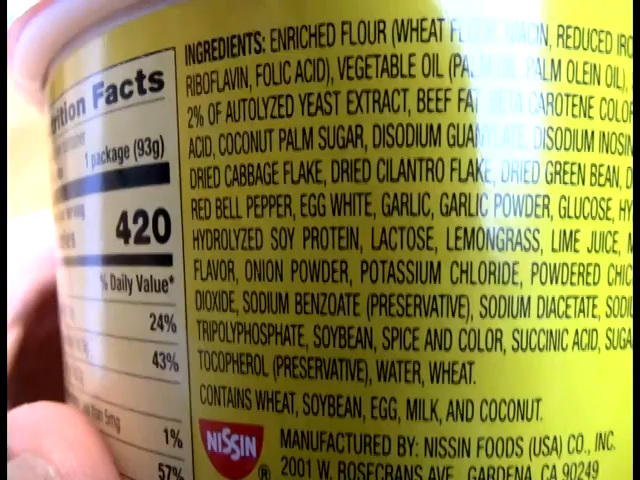 rition Facts
1 package (93g)
420
% Daily Value*
24%
43%
than 5mg
1%
57%
INGREDIENTS: ENRICHED FLOUR (WHEAT NIACIN, REDUCED IRO
RIBOFLAVIN, FOLIC ACID), VEGETABLE OIL (PALM OIL, PALM OLEIN OIL),
2% OF AUTOLYZED YEAST EXTRACT, BEEF FAT, BETA CAROTENE COLOR
ACID, COCONUT PALM SUGAR, DISODIUM GUANYLATE, DISODIUM INOSIN
DRIED CABBAGE FLAKE, DRIED CILANTRO FLAKE, DRIED GREEN BEAN, D
RED BELL PEPPER, EGG WHITE, GARLIC, GARLIC POWDER, GLUCOSE, HY
HYDROLYZED SOY PROTEIN, LACTOSE, LEMONGRASS, LIME JUICE,
FLAVOR, ONION POWDER, POTASSIUM CHLORIDE, POWDERED CHIC
DIOXIDE, SODIUM BENZOATE (PRESERVATIVE), SODIUM DIACETATE, SODI
TRIPOLYPHOSPHATE, SOYBEAN, SPICE AND COLOR, SUCCINIC ACID, SUGA
TOCOPHEROL (PRESERVATIVE), WATER, WHEAT.
CONTAINS WHEAT, SOYBEAN, EGG, MILK, AND COCONUT.
NISSIN ®
MANUFACTURED BY: NISSIN FOODS (USA) CO., INC.
2001 W. ROSECRANS AVE., GARDENA, CA 90249